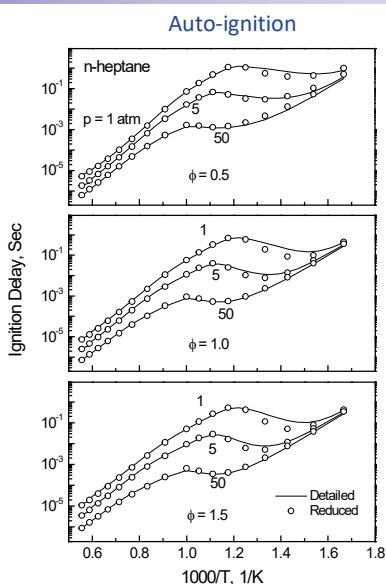 Auto-ignition
n-heptane
p = 1 atm
5
50
ϕ = 0.5
10⁻¹
10⁻³
10⁻⁵
1
5
50
ϕ = 1.0
10⁻¹
10⁻³
10⁻⁵
Ignition Delay, Sec
1
5
50
ϕ = 1.5
Detailed
Reduced
10⁻¹
10⁻³
10⁻⁵
0.6 0.8 1.0 1.2 1.4 1.6 1.8
1000/T, 1/K